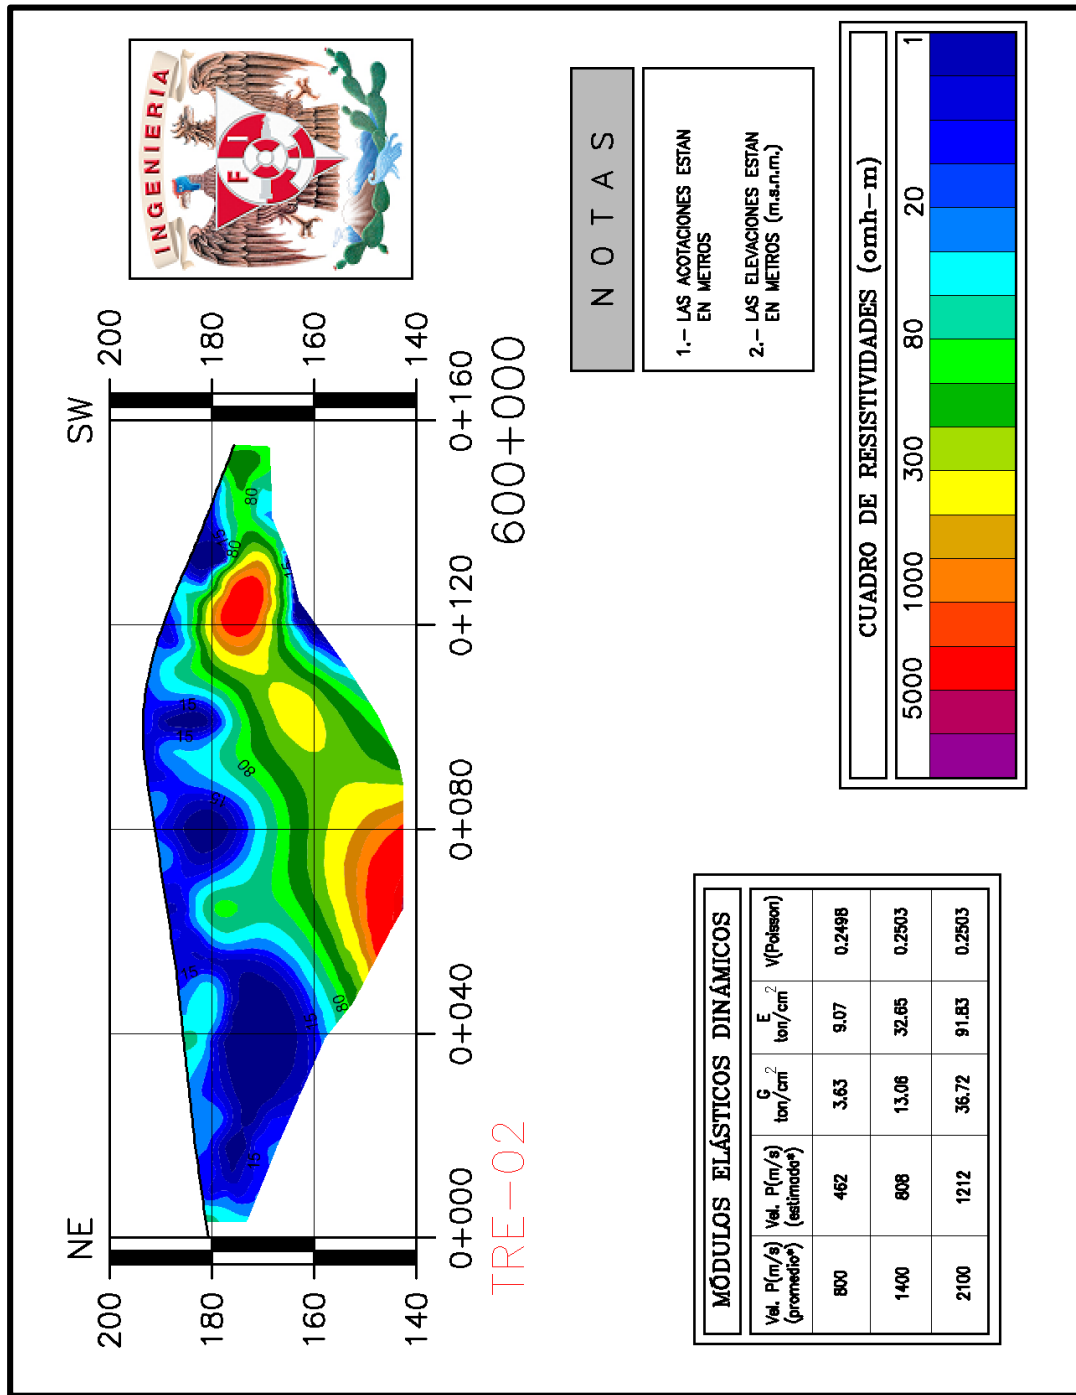 INGENIERIA
F I
NE
SW
200
200
180
180
160
160
140
140
15
15
15
15
15
15
15
15
80
80
80
80
0+000
0+040
0+080
0+120
0+160
TRE-02
600+000
NOTAS
1.- LAS ACOTACIONES ESTAN
EN METROS
2.- LAS ELEVACIONES ESTAN
EN METROS (m.s.n.m.)
MÓDULOS ELÁSTICOS DINÁMICOS
Vel. P(m/s) (promedio*) Vel. P(m/s) (estimado*) G ton/cm2 E ton/cm2 V(Poisson)
800 462 3.63 9.07 0.2498
1400 808 13.06 32.65 0.2503
2100 1212 36.72 91.83 0.2503
CUADRO DE RESISTIVIDADES (omh-m)
5000 1000 300 80 20 1